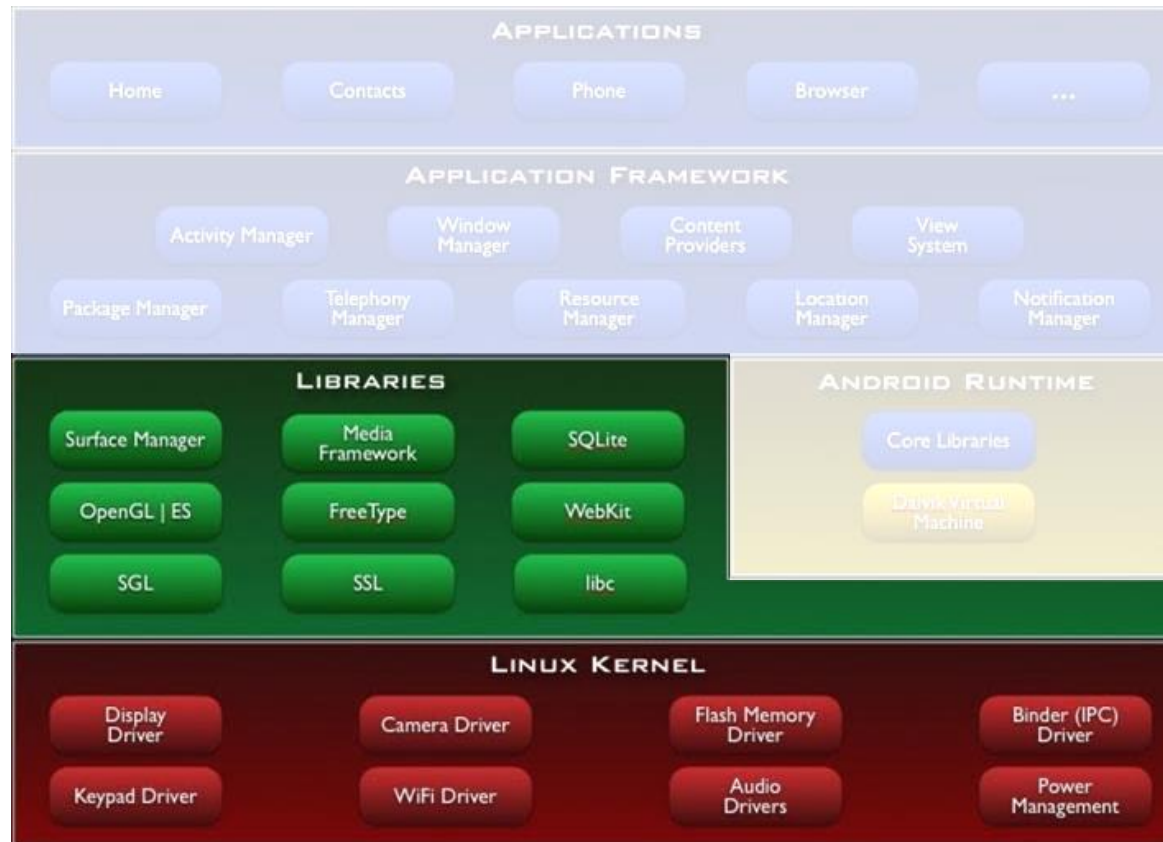 APPLICATIONS
Home
Contacts
Phone
Browser
...
APPLICATION FRAMEWORK
Activity Manager
Window
Manager
Content
Providers
View
System
Package Manager
Telephony
Manager
Resource
Manager
Location
Manager
Notification
Manager
LIBRARIES
Surface Manager
Media
Framework
SQLite
OpenGL | ES
FreeType
WebKit
SGL
SSL
libc
ANDROID RUNTIME
Core Libraries
Dalvik Virtual
Machine
LINUX KERNEL
Display
Driver
Camera Driver
Flash Memory
Driver
Binder (IPC)
Driver
Keypad Driver
WiFi Driver
Audio
Drivers
Power
Management